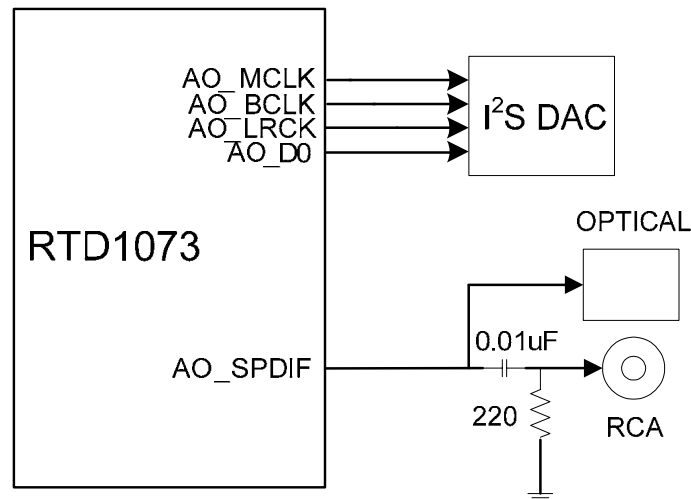 AO_MCLK
AO_BCLK
AO_LRCK
AO_D0
I²S DAC
RTD1073
OPTICAL
0.01uF
AO_SPDIF
220
RCA